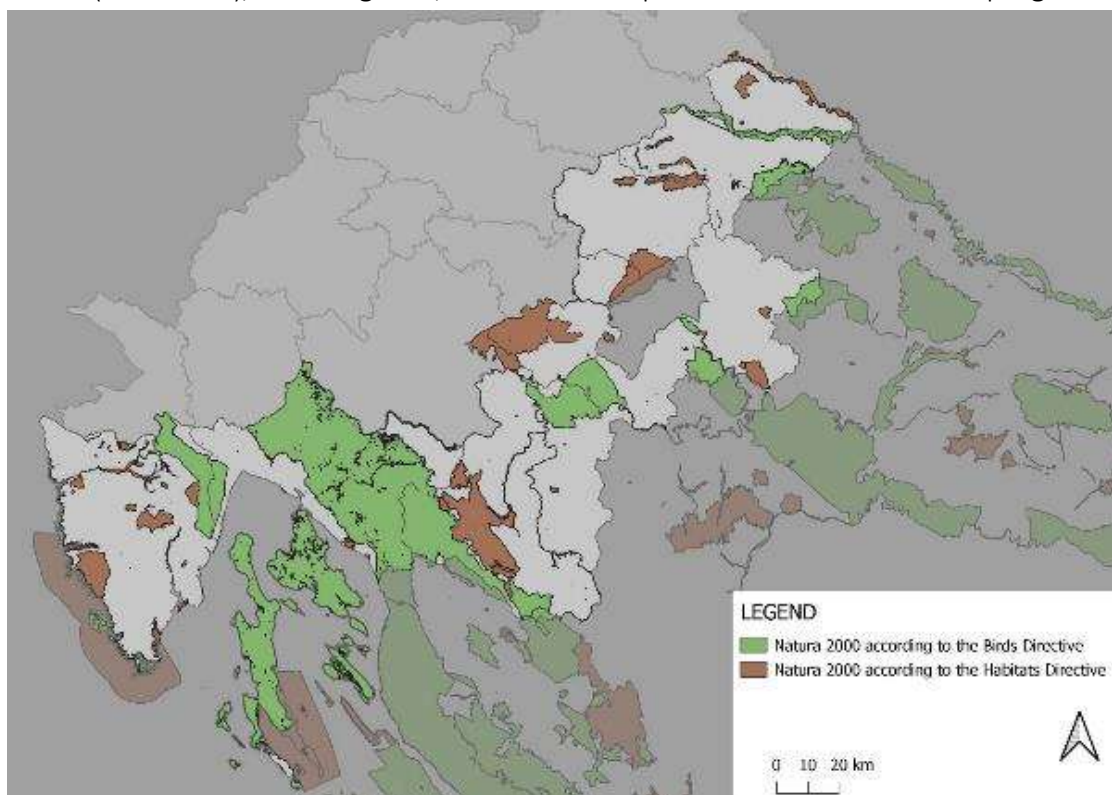 LEGEND
Natura 2000 according to the Birds Directive
Natura 2000 according to the Habitats Directive
0 10 20 km